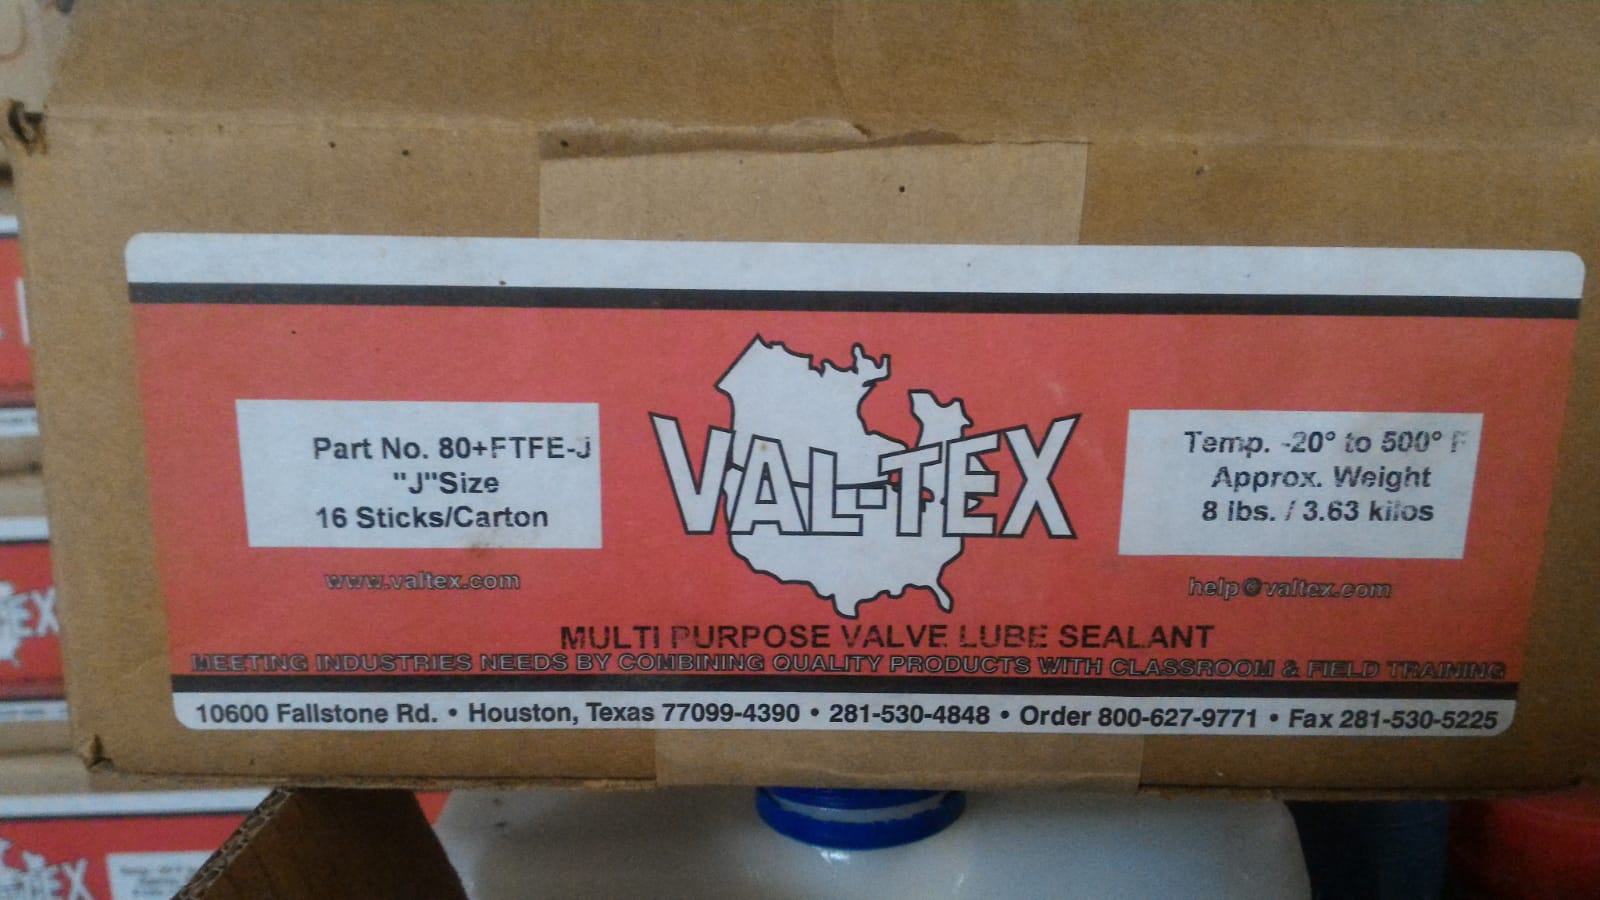 Part No. 80+FTFE-J
"J"Size
16 Sticks/Carton
www.valtex.com
VAL-TEX
Temp. -20° to 500° F
Approx. Weight
8 lbs. / 3.63 kilos
help@valtex.com
MULTI PURPOSE VALVE LUBE SEALANT
MEETING INDUSTRIES NEEDS BY COMBINING QUALITY PRODUCTS WITH CLASSROOM & FIELD TRAINING
10600 Fallstone Rd. • Houston, Texas 77099-4390 • 281-530-4848 • Order 800-627-9771 • Fax 281-530-5225